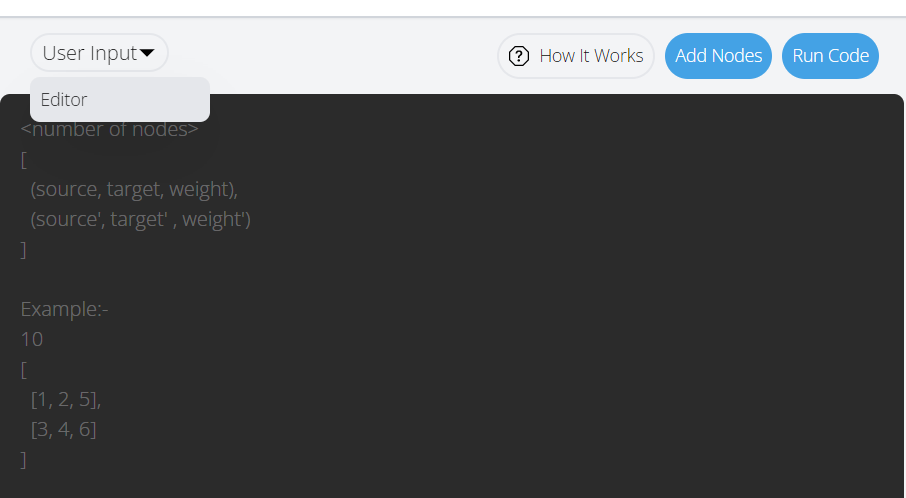 User Input
How It Works
Add Nodes
Run Code
Editor
<number of nodes>
[
(source, target, weight),
(source', target' , weight')
]
Example:-
10
[
[1, 2, 5],
[3, 4, 6]
]